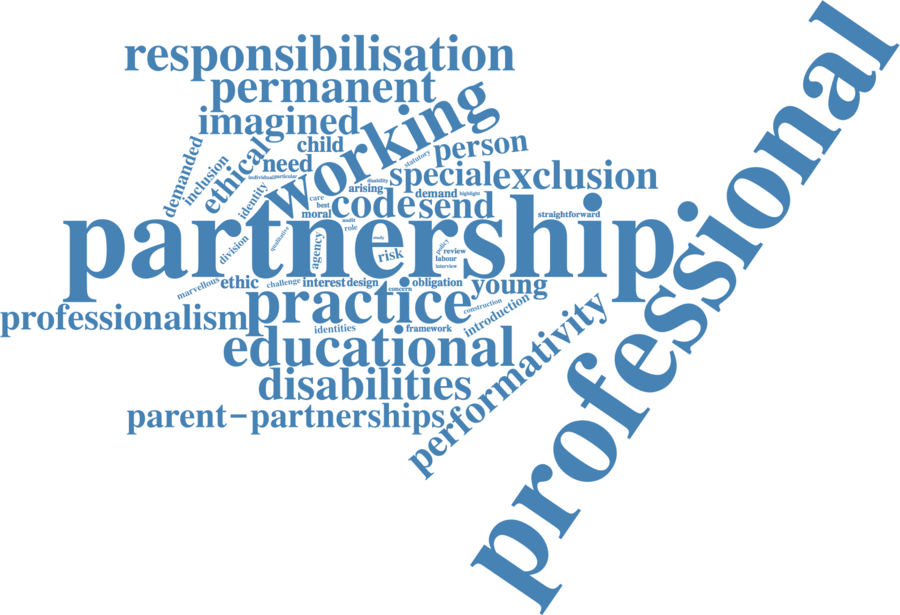 professional
responsibilisation
permanent
imagined
working
child
person
demanded
inclusion
ethical
need
statutory
individual
particular
disability
special
exclusion
identity
arising
demand
highlight
care
best
code
send
moral
straightforward
audit
role
partnership
qualitative
study
division
agency
risk
policy
review
labour
interview
marvellous
ethic
challenge
interest
design
concern
obligation
young
practice
construction
introduction
professionalism
identities
framework
educational
performativity
disabilities
parent-partnerships